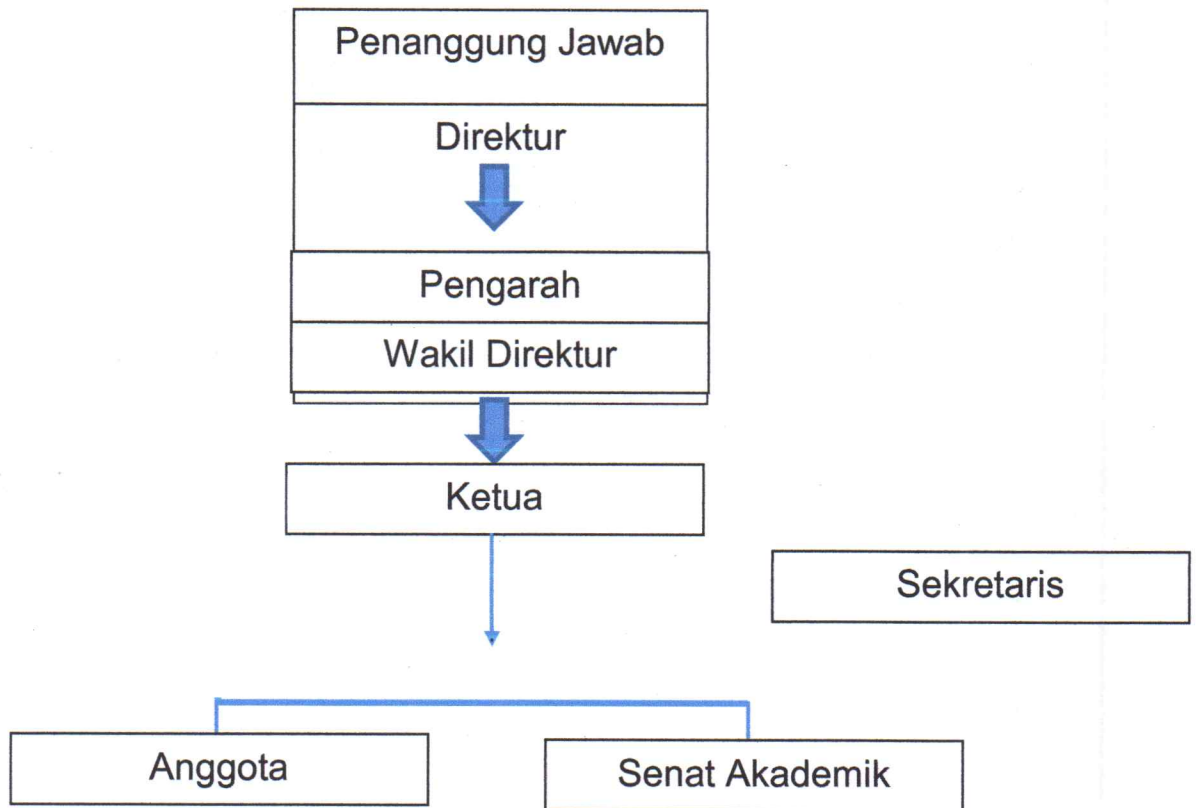 Penanggung Jawab
Direktur
Pengarah
Wakil Direktur
Ketua
Sekretaris
Anggota
Senat Akademik